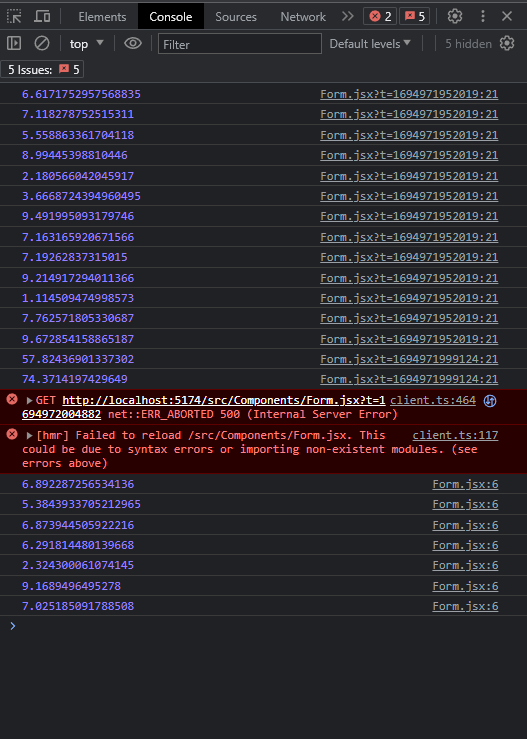 Elements Console Sources Network 2 5
top Filter Default levels 5 hidden
5 Issues: 5
6.6171752957568835 Form.jsx?t=1694971952019:21
7.118278752515311 Form.jsx?t=1694971952019:21
5.558863361704118 Form.jsx?t=1694971952019:21
8.99445398810446 Form.jsx?t=1694971952019:21
2.180566042045917 Form.jsx?t=1694971952019:21
3.6668724394960495 Form.jsx?t=1694971952019:21
9.491995093179746 Form.jsx?t=1694971952019:21
7.163165920671566 Form.jsx?t=1694971952019:21
7.19262837315015 Form.jsx?t=1694971952019:21
9.214917294011366 Form.jsx?t=1694971952019:21
1.114509474998573 Form.jsx?t=1694971952019:21
7.762571805330687 Form.jsx?t=1694971952019:21
9.672854158865187 Form.jsx?t=1694971952019:21
57.82436901337302 Form.jsx?t=1694971999124:21
74.3714197429649 Form.jsx?t=1694971999124:21
GET http://localhost:5174/src/Components/Form.jsx?t=1 client.ts:464
694972004882 net::ERR_ABORTED 500 (Internal Server Error)
[hmr] Failed to reload /src/Components/Form.jsx. This client.ts:117
could be due to syntax errors or importing non-existent modules. (see
errors above)
6.892287256534136 Form.jsx:6
5.3843933705212965 Form.jsx:6
6.873944505922216 Form.jsx:6
6.291814480139668 Form.jsx:6
2.324300061074145 Form.jsx:6
9.1689496495278 Form.jsx:6
7.025185091788508 Form.jsx:6